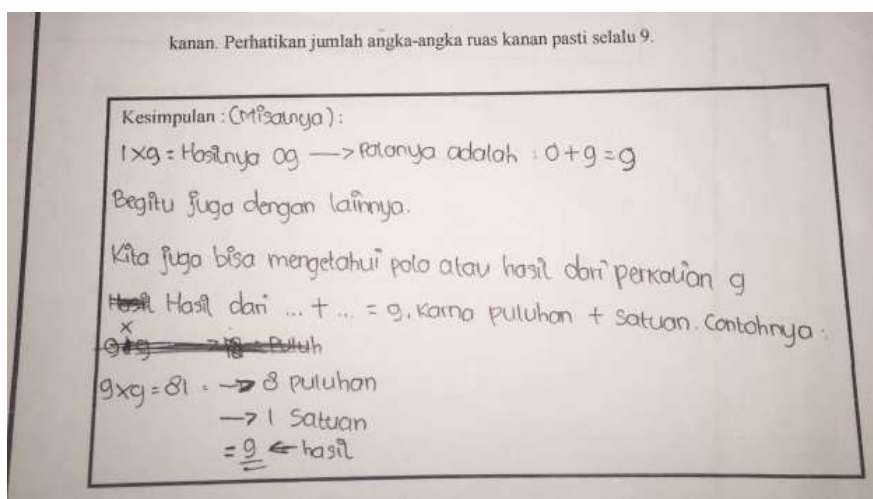 kanan. Perhatikan jumlah angka-angka ruas kanan pasti selalu 9.
Kesimpulan : (Misalnya) :
1x9 = Hasilnya 09 —> Polanya adalah : 0+9=9
Begitu juga dengan lainnya.
Kita juga bisa mengetahui pola atau hasil dari perkalian 9
Hasil Hasil dari ... + ... = 9, karna puluhan + satuan. Contohnya :
9x9=81 = —> 8 puluhan
—> 1 Satuan
= 9 <— hasil